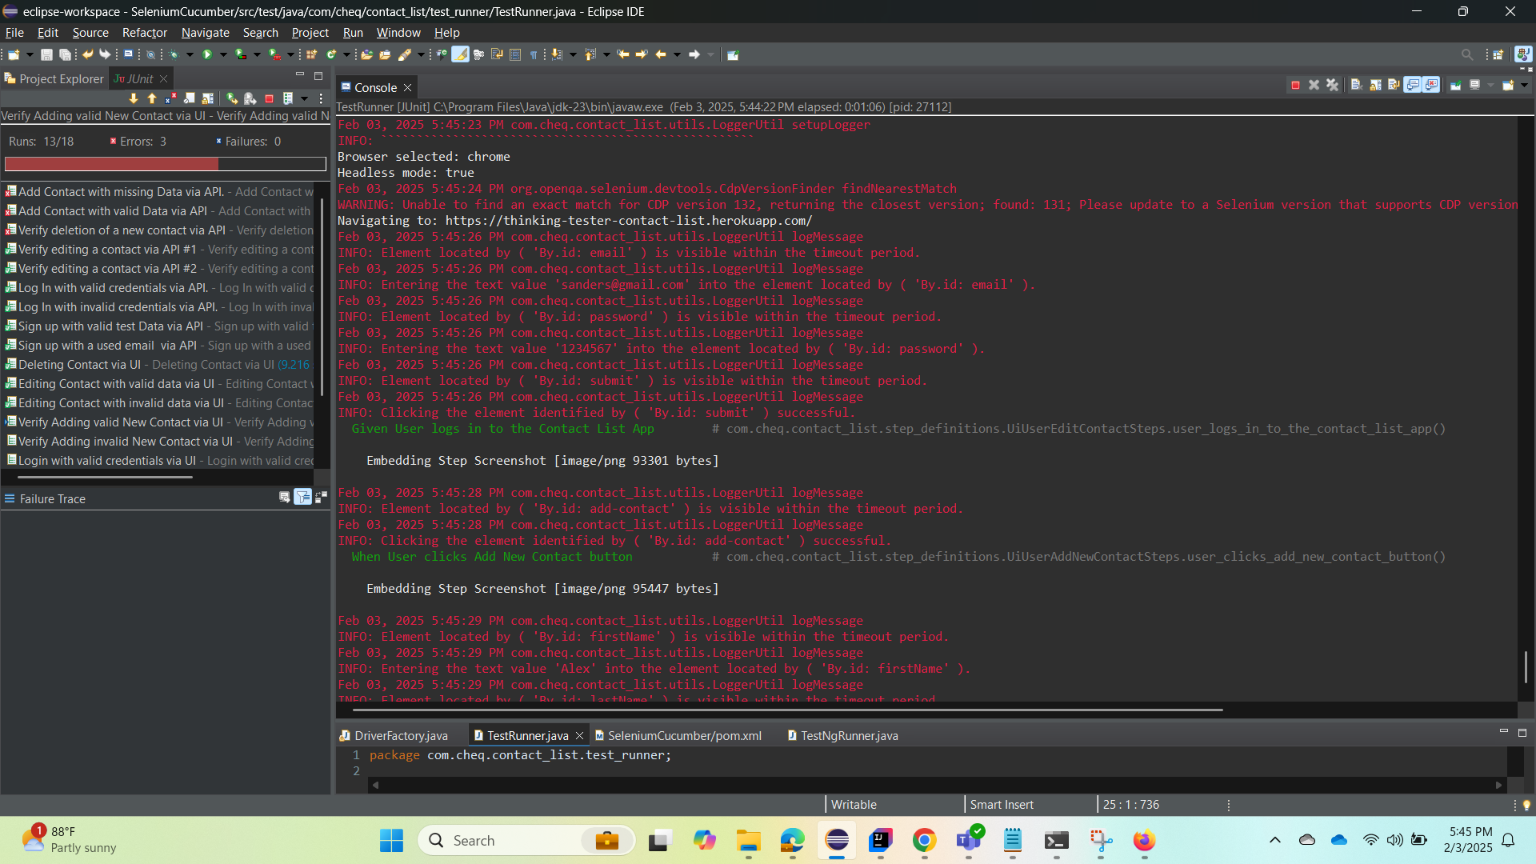 eclipse-workspace - SeleniumCucumber/src/test/java/com/cheq/contact_list/test_runner/TestRunner.java - Eclipse IDE
File Edit Source Refactor Navigate Search Project Run Window Help
Project Explorer JUnit
Verify Adding valid New Contact via UI - Verify Adding valid N
Runs: 13/18 Errors: 3 Failures: 0
Add Contact with missing Data via API. - Add Contact w
Add Contact with valid Data via API - Add Contact with
Verify deletion of a new contact via API - Verify deletion
Verify editing a contact via API #1 - Verify editing a cont
Verify editing a contact via API #2 - Verify editing a cont
Log In with valid credentials via API. - Log In with valid c
Log In with invalid credentials via API. - Log In with inva
Sign up with valid test Data via API - Sign up with valid
Sign up with a used email via API - Sign up with a used
Deleting Contact via UI - Deleting Contact via UI (9.216
Editing Contact with valid data via UI - Editing Contact
Editing Contact with invalid data via UI - Editing Contac
Verify Adding valid New Contact via UI - Verify Adding v
Verify Adding invalid New Contact via UI - Verify Adding
Login with valid credentials via UI - Login with valid cre
Failure Trace
Console
TestRunner [JUnit] C:\Program Files\Java\jdk-23\bin\javaw.exe (Feb 3, 2025, 5:44:22 PM elapsed: 0:01:06) [pid: 27112]
Feb 03, 2025 5:45:23 PM com.cheq.contact_list.utils.LoggerUtil setupLogger
INFO:
Browser selected: chrome
Headless mode: true
Feb 03, 2025 5:45:24 PM org.openqa.selenium.devtools.CdpVersionFinder findNearestMatch
WARNING: Unable to find an exact match for CDP version 132, returning the closest version; found: 131; Please update to a Selenium version that supports CDP version
Navigating to: https://thinking-tester-contact-list.herokuapp.com/
Feb 03, 2025 5:45:26 PM com.cheq.contact_list.utils.LoggerUtil logMessage
INFO: Element located by ( 'By.id: email' ) is visible within the timeout period.
Feb 03, 2025 5:45:26 PM com.cheq.contact_list.utils.LoggerUtil logMessage
INFO: Entering the text value 'sanders@gmail.com' into the element located by ( 'By.id: email' ).
Feb 03, 2025 5:45:26 PM com.cheq.contact_list.utils.LoggerUtil logMessage
INFO: Element located by ( 'By.id: password' ) is visible within the timeout period.
Feb 03, 2025 5:45:26 PM com.cheq.contact_list.utils.LoggerUtil logMessage
INFO: Entering the text value '1234567' into the element located by ( 'By.id: password' ).
Feb 03, 2025 5:45:26 PM com.cheq.contact_list.utils.LoggerUtil logMessage
INFO: Element located by ( 'By.id: submit' ) is visible within the timeout period.
Feb 03, 2025 5:45:26 PM com.cheq.contact_list.utils.LoggerUtil logMessage
INFO: Clicking the element identified by ( 'By.id: submit' ) successful.
Given User logs in to the Contact List App # com.cheq.contact_list.step_definitions.UiUserEditContactSteps.user_logs_in_to_the_contact_list_app()
Embedding Step Screenshot [image/png 93301 bytes]
Feb 03, 2025 5:45:28 PM com.cheq.contact_list.utils.LoggerUtil logMessage
INFO: Element located by ( 'By.id: add-contact' ) is visible within the timeout period.
Feb 03, 2025 5:45:28 PM com.cheq.contact_list.utils.LoggerUtil logMessage
INFO: Clicking the element identified by ( 'By.id: add-contact' ) successful.
When User clicks Add New Contact button # com.cheq.contact_list.step_definitions.UiUserAddNewContactSteps.user_clicks_add_new_contact_button()
Embedding Step Screenshot [image/png 95447 bytes]
Feb 03, 2025 5:45:29 PM com.cheq.contact_list.utils.LoggerUtil logMessage
INFO: Element located by ( 'By.id: firstName' ) is visible within the timeout period.
Feb 03, 2025 5:45:29 PM com.cheq.contact_list.utils.LoggerUtil logMessage
INFO: Entering the text value 'Alex' into the element located by ( 'By.id: firstName' ).
Feb 03, 2025 5:45:29 PM com.cheq.contact_list.utils.LoggerUtil logMessage
INFO: Element located by ( 'By.id: lastName' ) is visible within the timeout period.
DriverFactory.java TestRunner.java SeleniumCucumber/pom.xml TestNgRunner.java
1 package com.cheq.contact_list.test_runner;
2
Writable Smart Insert 25 : 1 : 736
1
88°F
Partly sunny
Search
5:45 PM
2/3/2025